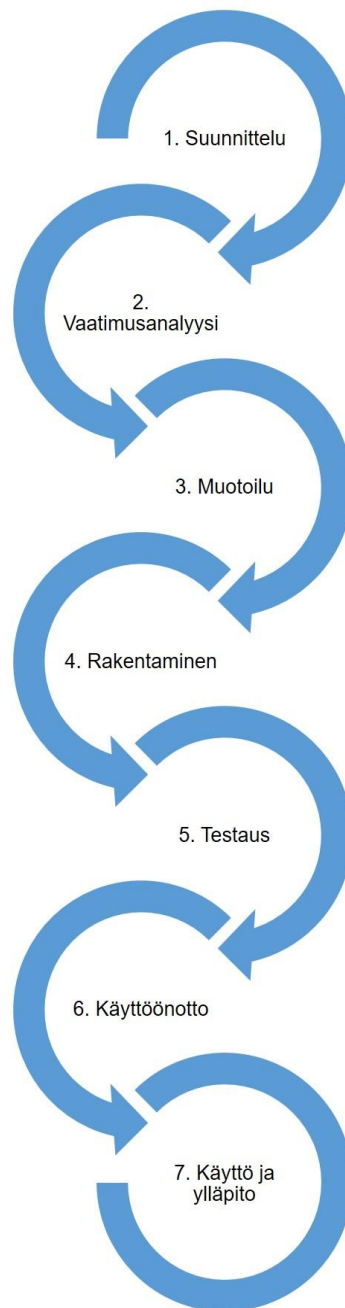 1. Suunnittelu
2.
Vaatimusanalyysi
3. Muotoilu
4. Rakentaminen
5. Testaus
6. Käyttöönotto
7. Käyttö ja
ylläpito